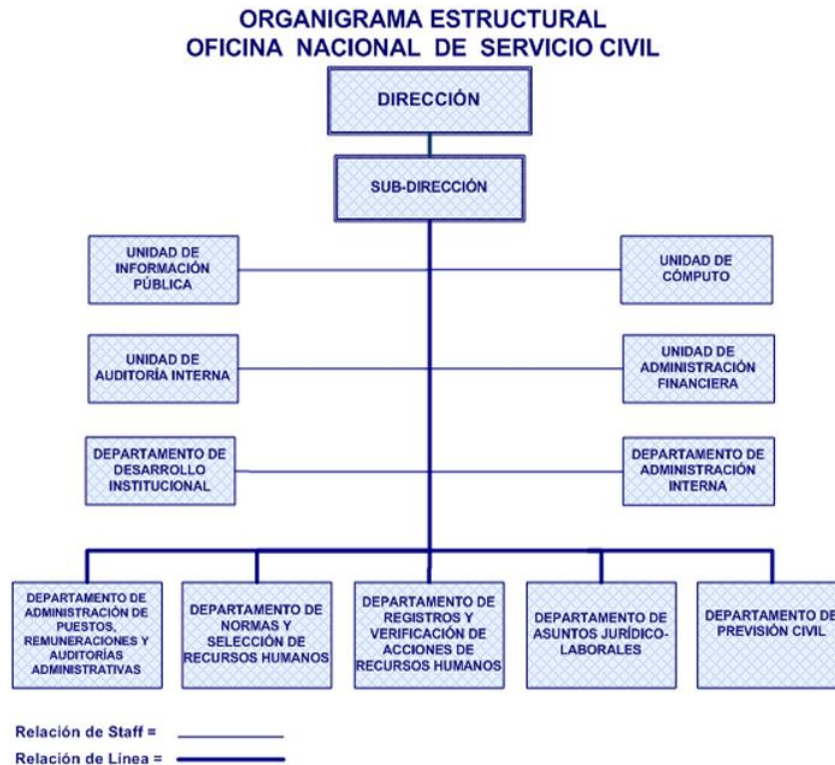 ORGANIGRAMA ESTRUCTURAL
OFICINA NACIONAL DE SERVICIO CIVIL
DIRECCIÓN
SUB-DIRECCIÓN
UNIDAD DE
INFORMACIÓN
PÚBLICA
UNIDAD DE
CÓMPUTO
UNIDAD DE
AUDITORÍA INTERNA
UNIDAD DE
ADMINISTRACIÓN
FINANCIERA
DEPARTAMENTO DE
DESARROLLO
INSTITUCIONAL
DEPARTAMENTO DE
ADMINISTRACIÓN
INTERNA
DEPARTAMENTO DE
ADMINISTRACIÓN DE
PUESTOS,
REMUNERACIONES Y
AUDITORÍAS
ADMINISTRATIVAS
DEPARTAMENTO DE
NORMAS Y
SELECCIÓN DE
RECURSOS HUMANOS
DEPARTAMENTO DE
REGISTROS Y
VERIFICACIÓN DE
ACCIONES DE
RECURSOS HUMANOS
DEPARTAMENTO DE
ASUNTOS JURÍDICO-
LABORALES
DEPARTAMENTO DE
PREVISIÓN CIVIL
Relación de Staff =
Relación de Línea =